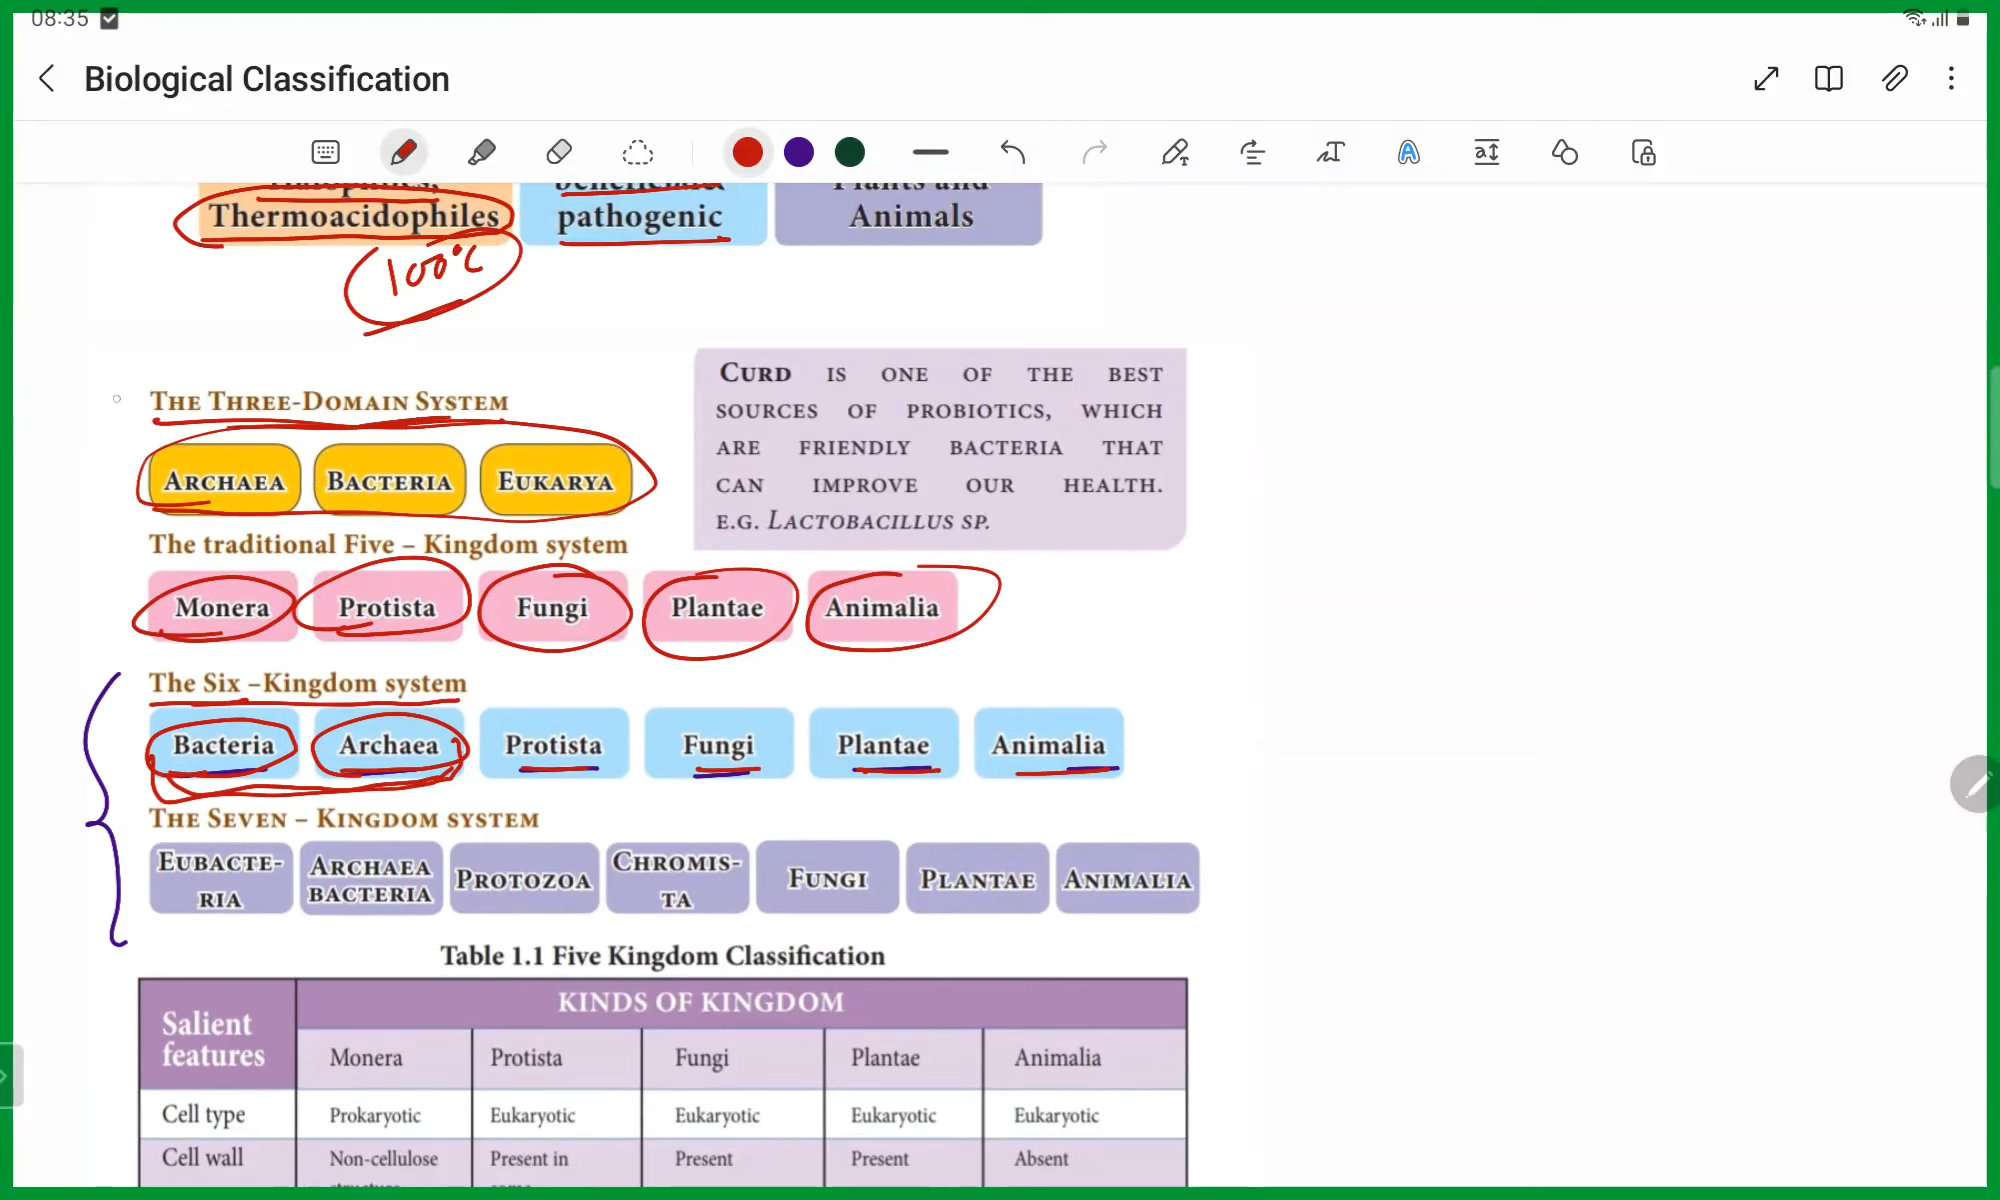 08:35
Biological Classification
Thermoacidophiles pathogenic Animals
100°C
THE THREE-DOMAIN SYSTEM
ARCHAEA BACTERIA EUKARYA
CURD IS ONE OF THE BEST
SOURCES OF PROBIOTICS, WHICH
ARE FRIENDLY BACTERIA THAT
CAN IMPROVE OUR HEALTH.
E.G. LACTOBACILLUS SP.
The traditional Five – Kingdom system
Monera Protista Fungi Plantae Animalia
The Six –Kingdom system
Bacteria Archaea Protista Fungi Plantae Animalia
THE SEVEN – KINGDOM SYSTEM
EUBACTE-
RIA
ARCHAEA
BACTERIA
PROTOZOA
CHROMIS-
TA
FUNGI
PLANTAE
ANIMALIA
Table 1.1 Five Kingdom Classification
Salient
features
KINDS OF KINGDOM
Monera Protista Fungi Plantae Animalia
Cell type Prokaryotic Eukaryotic Eukaryotic Eukaryotic Eukaryotic
Cell wall Non-cellulose Present in Present Present Absent